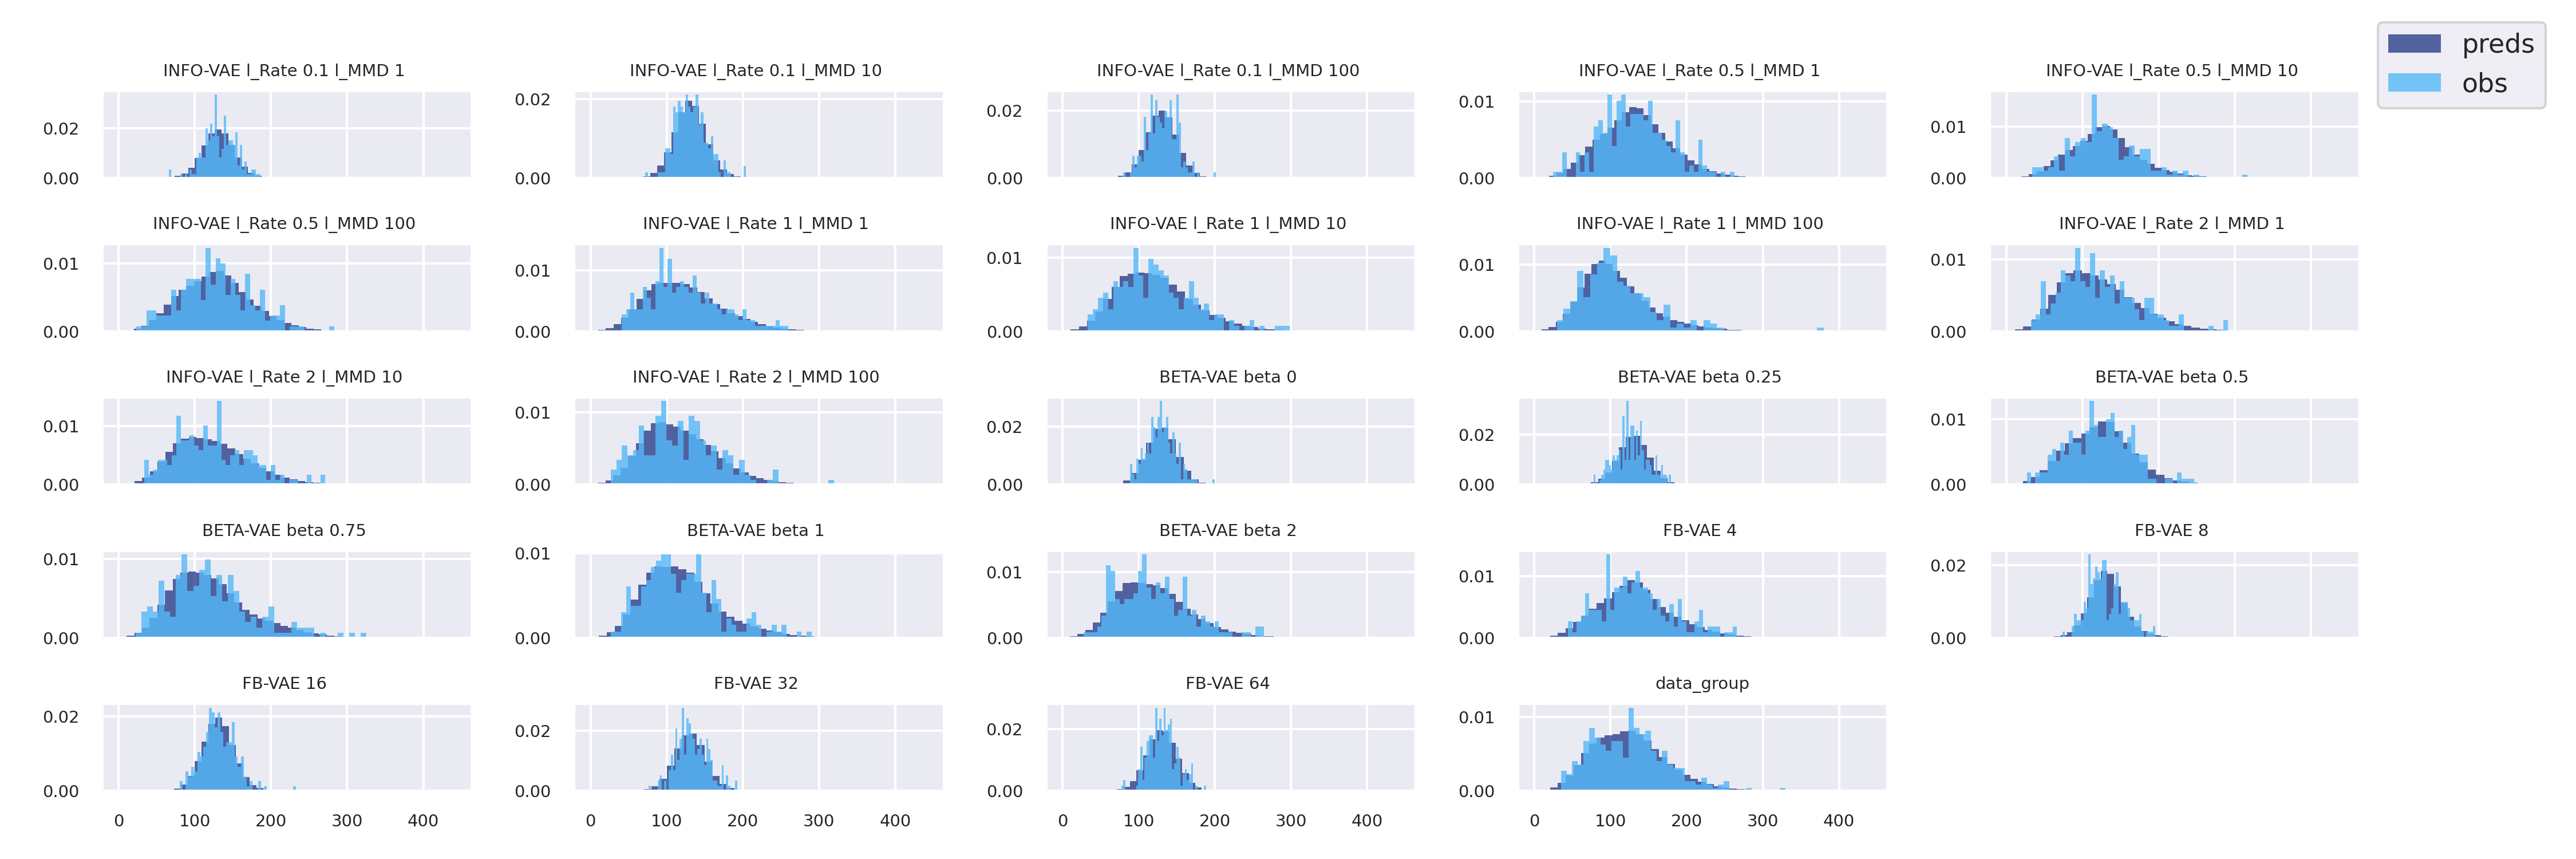 preds
obs
INFO-VAE l_Rate 0.1 l_MMD 1
INFO-VAE l_Rate 0.1 l_MMD 10
INFO-VAE l_Rate 0.1 l_MMD 100
INFO-VAE l_Rate 0.5 l_MMD 1
INFO-VAE l_Rate 0.5 l_MMD 10
0.02
0.00
0.02
0.00
0.02
0.00
0.01
0.00
0.01
0.00
INFO-VAE l_Rate 0.5 l_MMD 100
INFO-VAE l_Rate 1 l_MMD 1
INFO-VAE l_Rate 1 l_MMD 10
INFO-VAE l_Rate 1 l_MMD 100
INFO-VAE l_Rate 2 l_MMD 1
0.01
0.00
0.01
0.00
0.01
0.00
0.01
0.00
0.01
0.00
INFO-VAE l_Rate 2 l_MMD 10
INFO-VAE l_Rate 2 l_MMD 100
BETA-VAE beta 0
BETA-VAE beta 0.25
BETA-VAE beta 0.5
0.01
0.00
0.01
0.00
0.02
0.00
0.02
0.00
0.01
0.00
BETA-VAE beta 0.75
BETA-VAE beta 1
BETA-VAE beta 2
FB-VAE 4
FB-VAE 8
0.01
0.00
0.01
0.00
0.01
0.00
0.01
0.00
0.02
0.00
FB-VAE 16
FB-VAE 32
FB-VAE 64
data_group
0.02
0.00
0.02
0.00
0.02
0.00
0.01
0.00
0 100 200 300 400
0 100 200 300 400
0 100 200 300 400
0 100 200 300 400